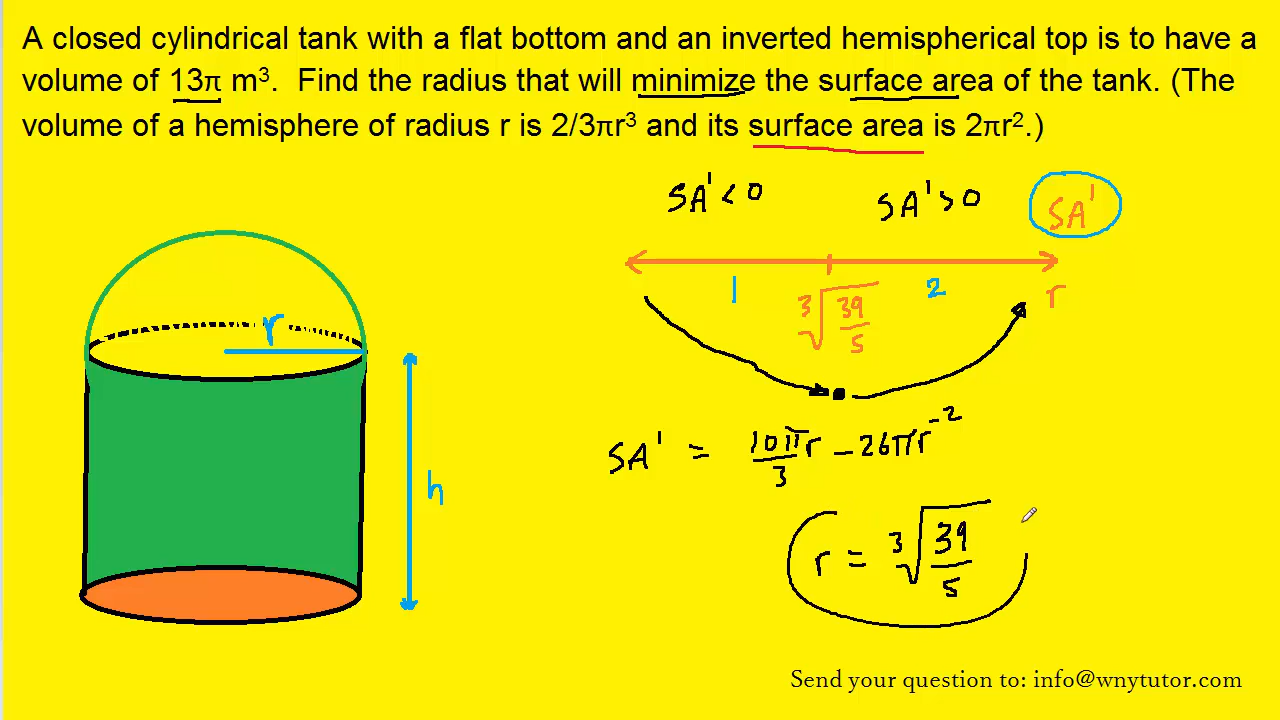 A closed cylindrical tank with a flat bottom and an inverted hemispherical top is to have a
volume of 13π m³.  Find the radius that will minimize the surface area of the tank. (The
volume of a hemisphere of radius r is 2/3πr³ and its surface area is 2πr².)
SA' < 0 SA' > 0 SA'
1 ∛(39/5) 2 r
r
h
SA' = 10π/3 r - 26πr⁻²
r = ∛(39/5)
Send your question to: info@wnytutor.com